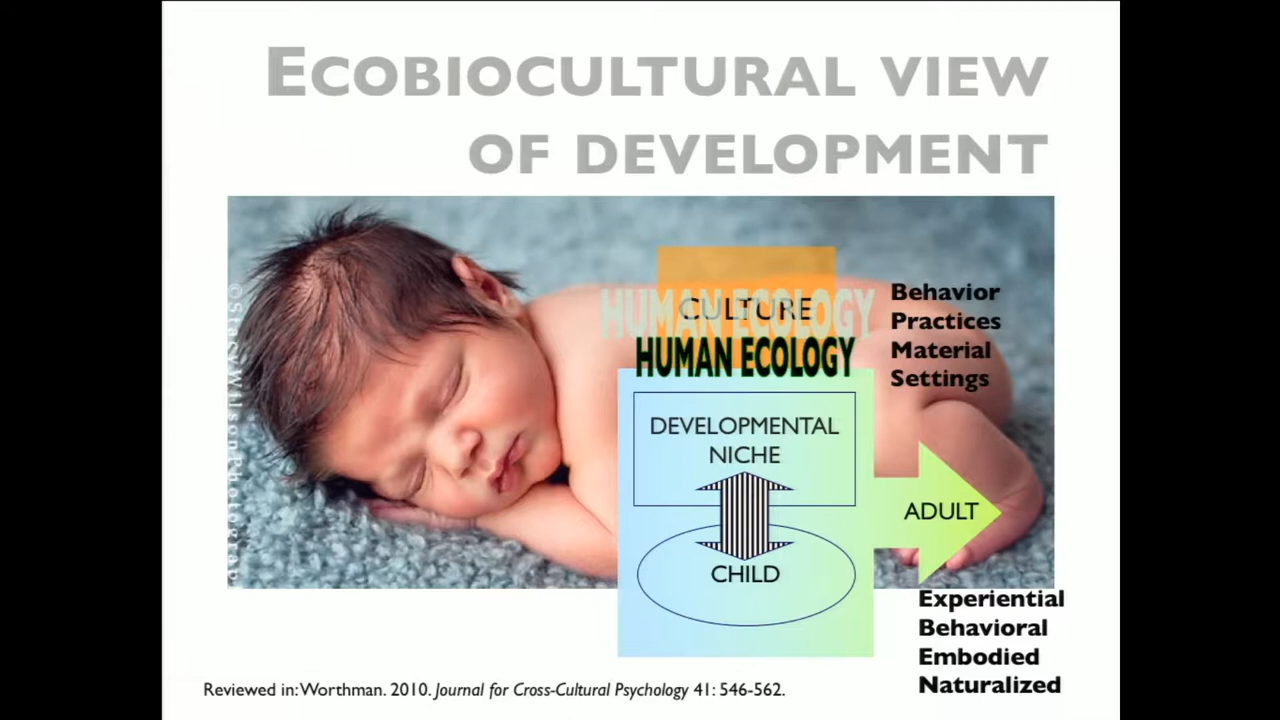 ECOBIOCULTURAL VIEW
OF DEVELOPMENT
©StacyWilsonPhotograp
HUMAN ECOLOGY
CULTURE
HUMAN ECOLOGY
Behavior
Practices
Material
Settings
DEVELOPMENTAL
NICHE
ADULT
CHILD
Experiential
Behavioral
Embodied
Naturalized
Reviewed in: Worthman. 2010. Journal for Cross-Cultural Psychology 41: 546-562.